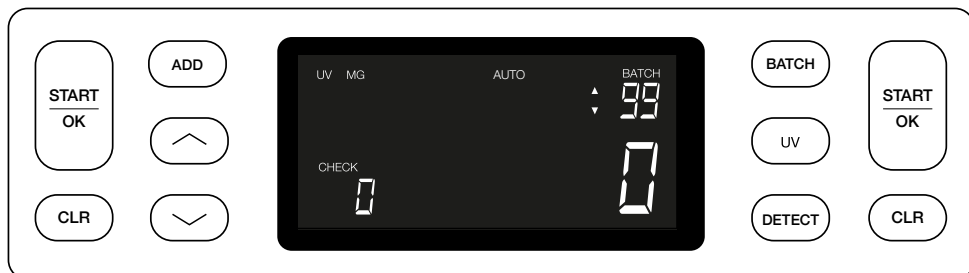 START
OK
CLR
ADD
UV MG AUTO BATCH
99
CHECK
0
0
BATCH
UV
DETECT
START
OK
CLR